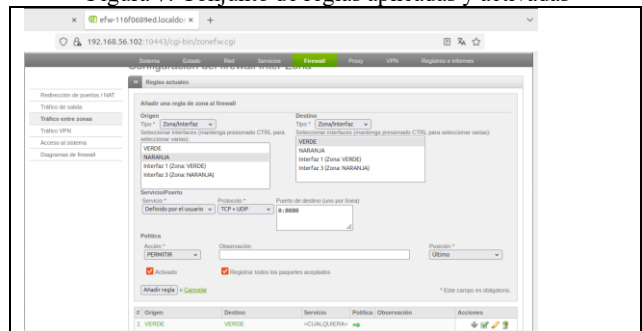 Figura 7. Conjunto de reglas aplicadas y activadas
efw-116f0689ed.localdo
192.168.56.102:10443/cgi-bin/zonefw.cgi
Sistema Estado Red Servicios Firewall Proxy VPN Registros e informes
Configuración del firewall Inter-Zona
Reglas actuales
Redirección de puertos / NAT
Tráfico de salida
Tráfico entre zonas
Tráfico VPN
Acceso al sistema
Diagramas de firewall
Añadir una regla de zona al firewall
Origen Destino
Tipo * Zona/Interfaz Tipo * Zona/Interfaz
Seleccionar interfaces (mantenga presionado CTRL para seleccionar varias): Seleccionar interfaces (mantenga presionado CTRL para seleccionar varias):
VERDE VERDE
NARANJA NARANJA
Interfaz 1 (Zona: VERDE) Interfaz 1 (Zona: VERDE)
Interfaz 3 (Zona: NARANJA) Interfaz 3 (Zona: NARANJA)
Servicio/Puerto
Servicio * Protocolo * Puerto de destino (uno por línea):
Definido por el usuario TCP + UDP 0:8080
Política
Acción * Observación Posición *
PERMITIR Último
Activado Registrar todos los paquetes aceptados
Añadir regla o Cancelar * Este campo es obligatorio.
# Origen Destino Servicio Política Observación Acciones
1 VERDE VERDE <CUALQUIERA>